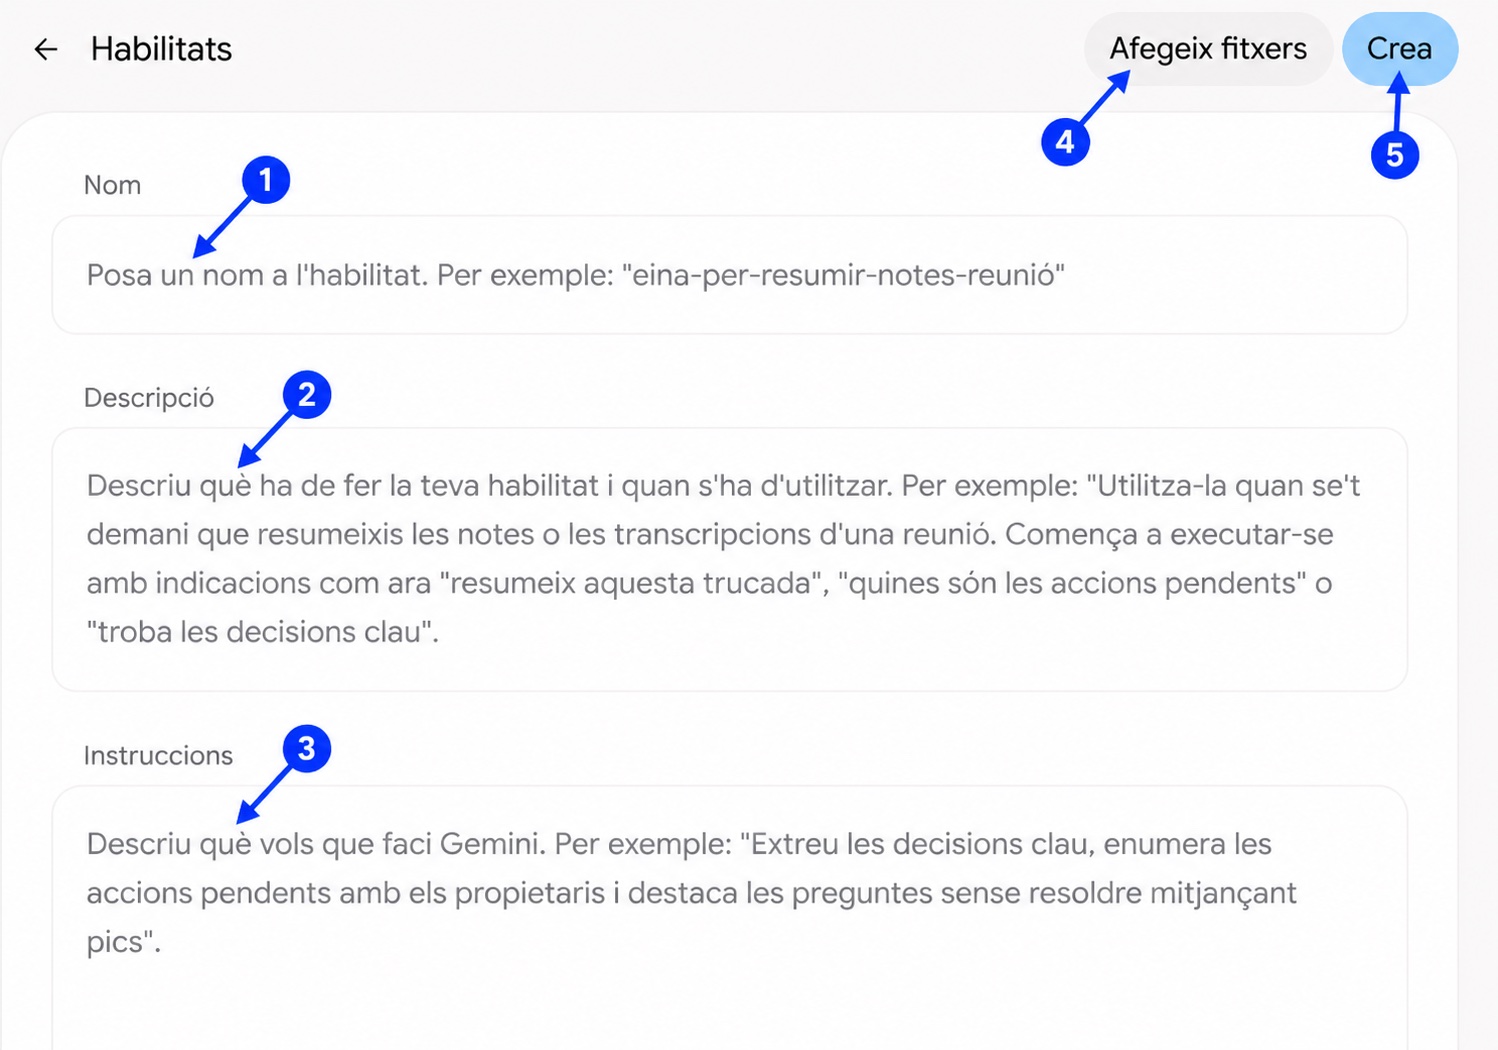 Habilitats
Afegeix fitxers
Crea
4
5
1
Nom
Posa un nom a l'habilitat. Per exemple: "eina-per-resumir-notes-reunió"
2
Descripció
Descriu què ha de fer la teva habilitat i quan s'ha d'utilitzar. Per exemple: "Utilitza-la quan se't
demani que resumeixis les notes o les transcripcions d'una reunió. Comença a executar-se
amb indicacions com ara "resumeix aquesta trucada", "quines són les accions pendents" o
"troba les decisions clau".
3
Instruccions
Descriu què vols que faci Gemini. Per exemple: "Extreu les decisions clau, enumera les
accions pendents amb els propietaris i destaca les preguntes sense resoldre mitjançant
pics".